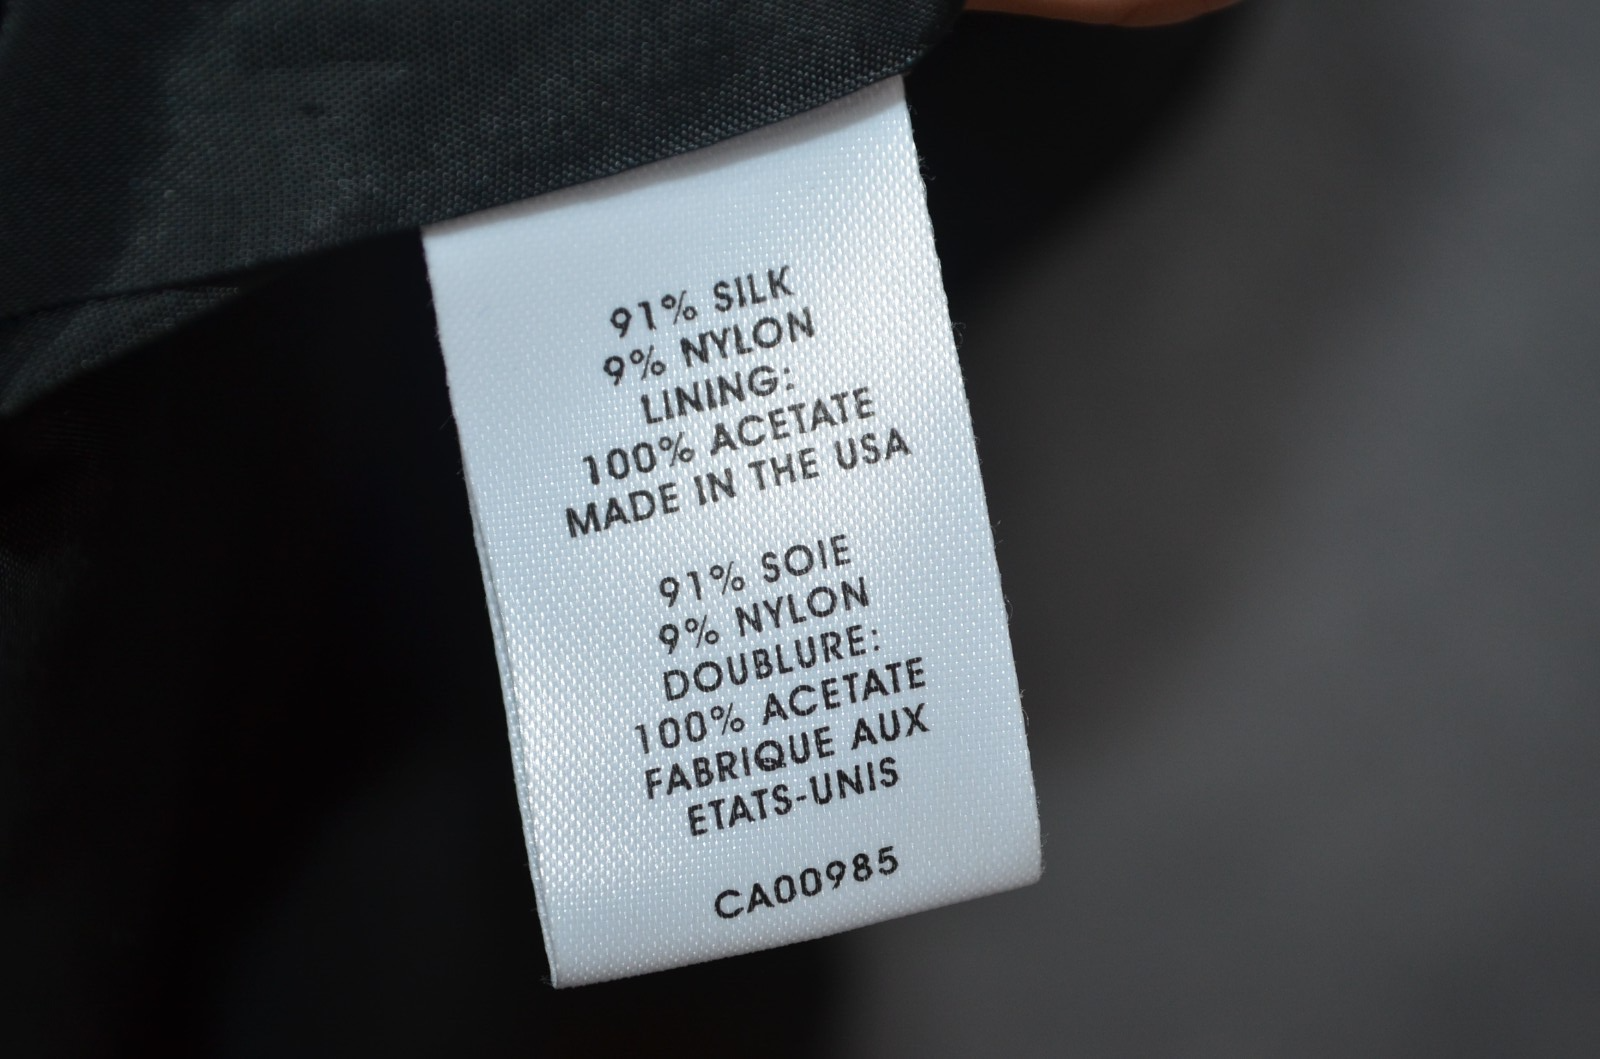 91% SILK
9% NYLON
LINING:
100% ACETATE
MADE IN THE USA
91% SOIE
9% NYLON
DOUBLURE:
100% ACETATE
FABRIQUE AUX
ETATS-UNIS
CA00985